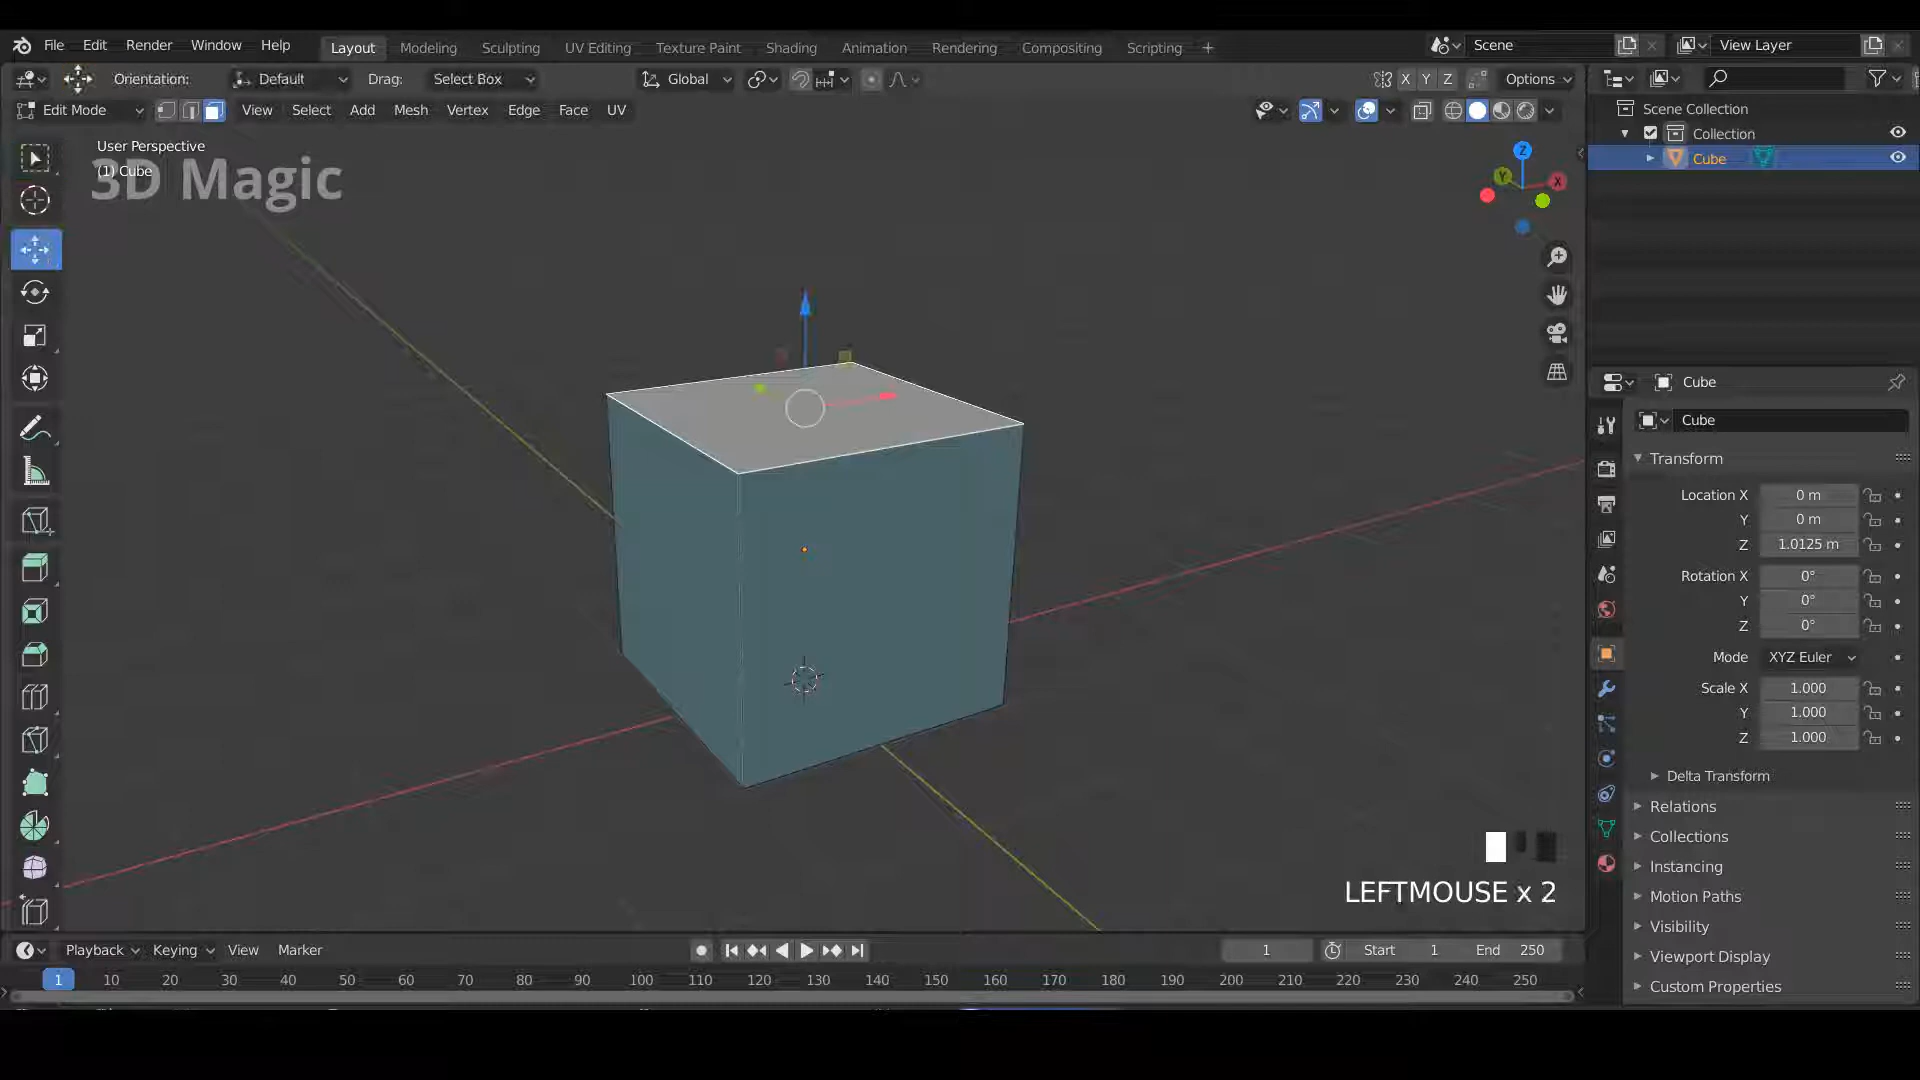 File Edit Render Window Help Layout Modeling Sculpting UV Editing Texture Paint Shading Animation Rendering Compositing Scripting + Scene View Layer
Orientation: Default Drag: Select Box Global X Y Z Options
Edit Mode View Select Add Mesh Vertex Edge Face UV
Scene Collection
Collection
Cube
User Perspective
(1) Cube
3D Magic
Z
Y
X
Cube
Cube
Transform
Location X 0 m
Y 0 m
Z 1.0125 m
Rotation X 0°
Y 0°
Z 0°
Mode XYZ Euler
Scale X 1.000
Y 1.000
Z 1.000
Delta Transform
Relations
Collections
Instancing
Motion Paths
Visibility
Viewport Display
Custom Properties
LEFTMOUSE x 2
Playback Keying View Marker 1 Start 1 End 250
1 10 20 30 40 50 60 70 80 90 100 110 120 130 140 150 160 170 180 190 200 210 220 230 240 250